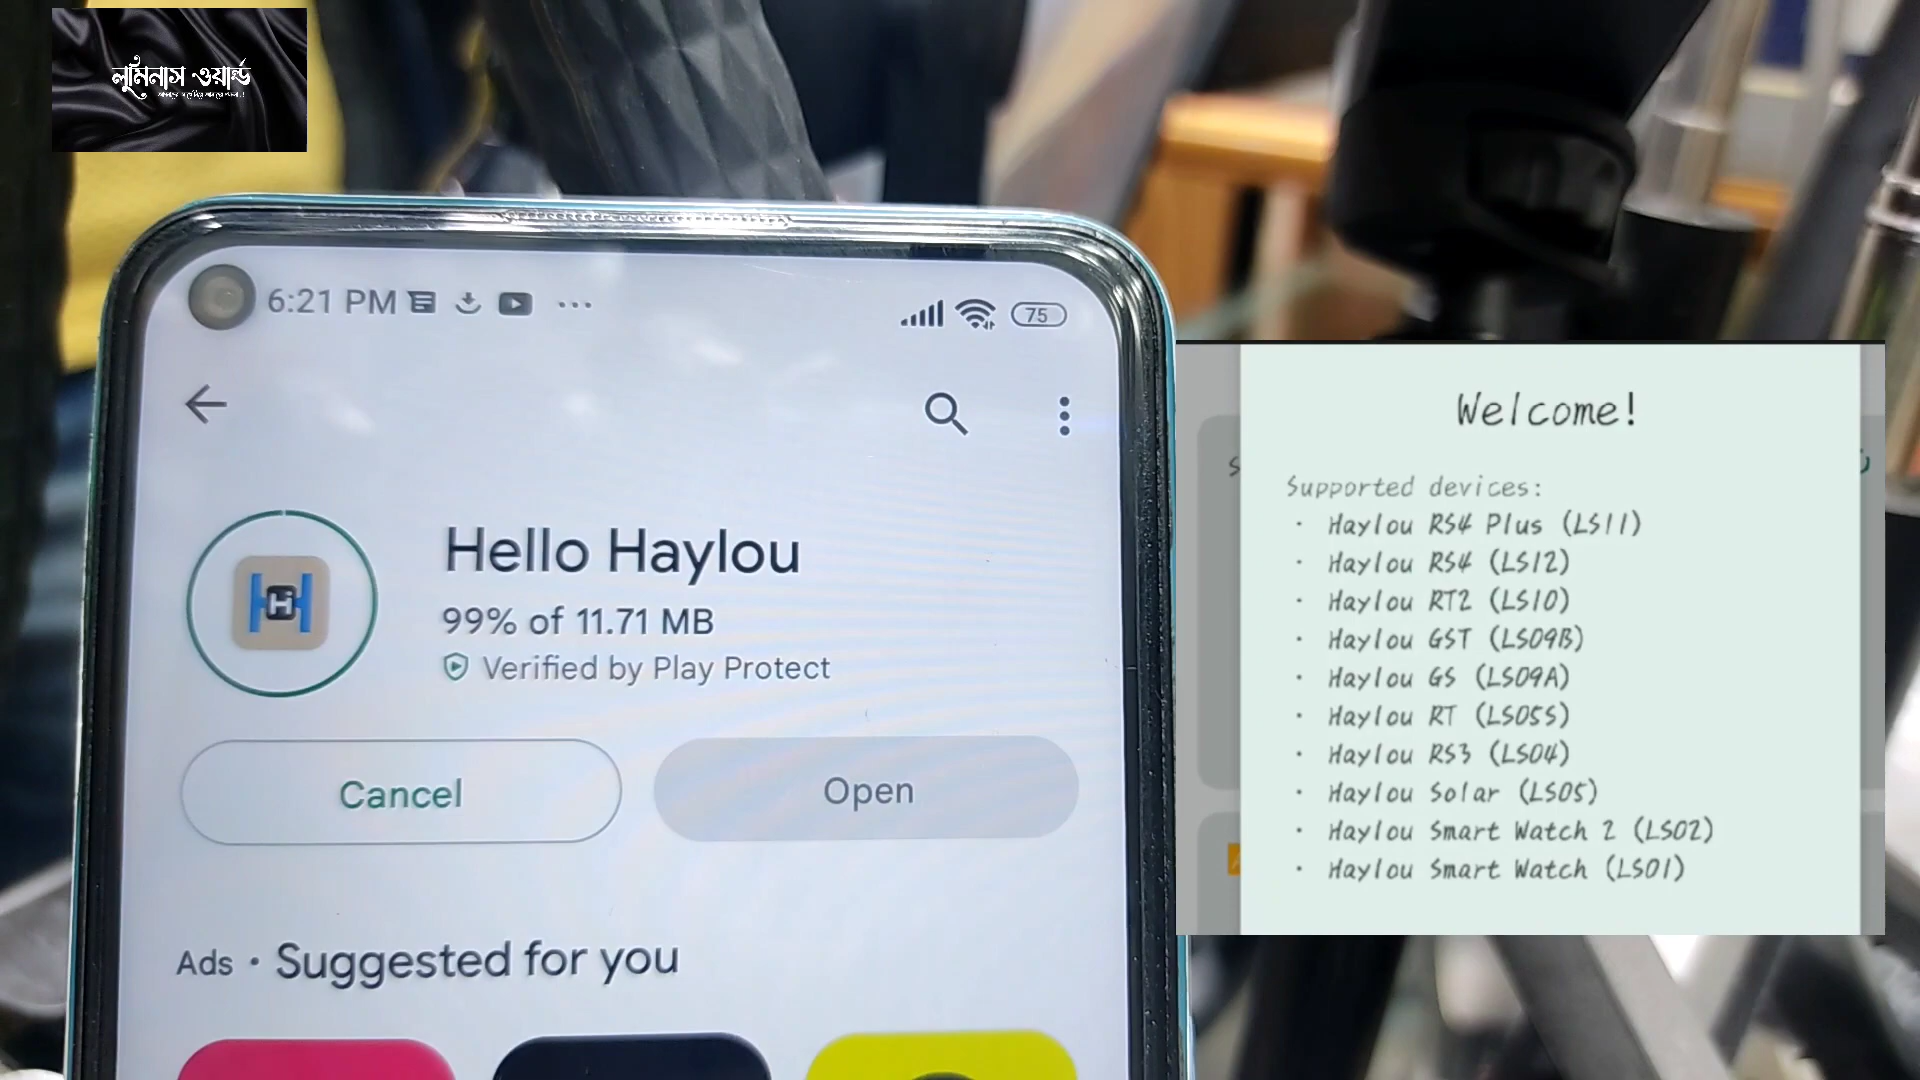 লুমিনাস ওয়ার্ল্ড
6:21 PM
75
Hello Haylou
99% of 11.71 MB
Verified by Play Protect
Cancel
Open
Ads · Suggested for you
Welcome!
Supported devices:
· Haylou RS4 Plus (LS11)
· Haylou RS4 (LS12)
· Haylou RT2 (LS10)
· Haylou GST (LS09B)
· Haylou GS (LS09A)
· Haylou RT (LS05S)
· Haylou RS3 (LS04)
· Haylou Solar (LS05)
· Haylou Smart Watch 2 (LS02)
· Haylou Smart Watch (LS01)